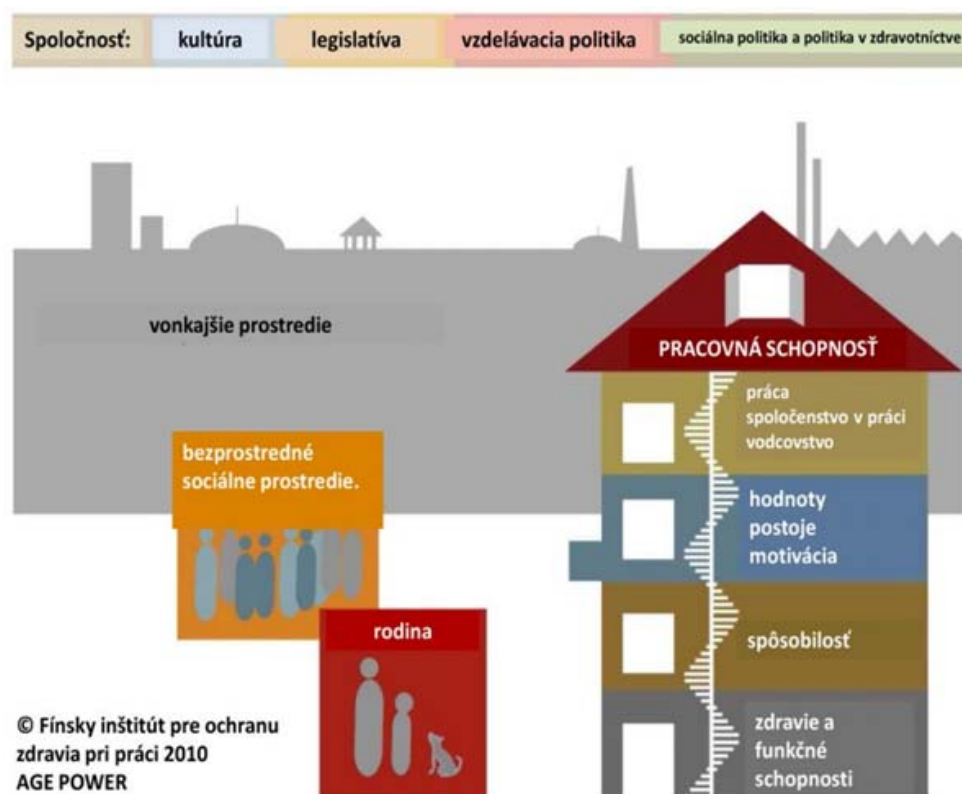 Spoločnosť: kultúra legislatíva vzdelávacia politika sociálna politika a politika v zdravotníctve
vonkajšie prostredie
PRACOVNÁ SCHOPNOSŤ
práca
spoločenstvo v práci
vodcovstvo
bezprostredné
sociálne prostredie.
hodnoty
postoje
motivácia
rodina
spôsobilosť
zdravie a
funkčné
schopnosti
© Fínsky inštitút pre ochranu
zdravia pri práci 2010
AGE POWER